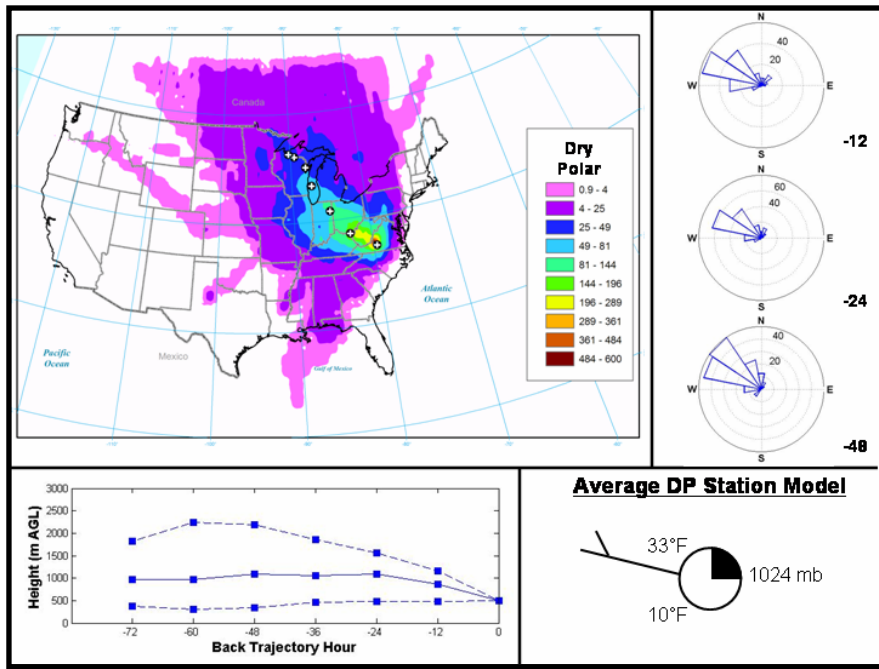 Canada
Mexico
Pacific
Ocean
Atlantic
Ocean
Gulf of Mexico
Dry
Polar
0.9 - 4
4 - 25
25 - 49
49 - 81
81 - 144
144 - 196
196 - 289
289 - 361
361 - 484
484 - 600
N
40
20
W
E
S
-12
N
60
40
W
E
S
-24
N
40
20
W
E
S
-48
Height (m AGL)
3000
2500
2000
1500
1000
500
0
-72
-60
-48
-36
-24
-12
0
Back Trajectory Hour
Average DP Station Model
33°F
1024 mb
10°F